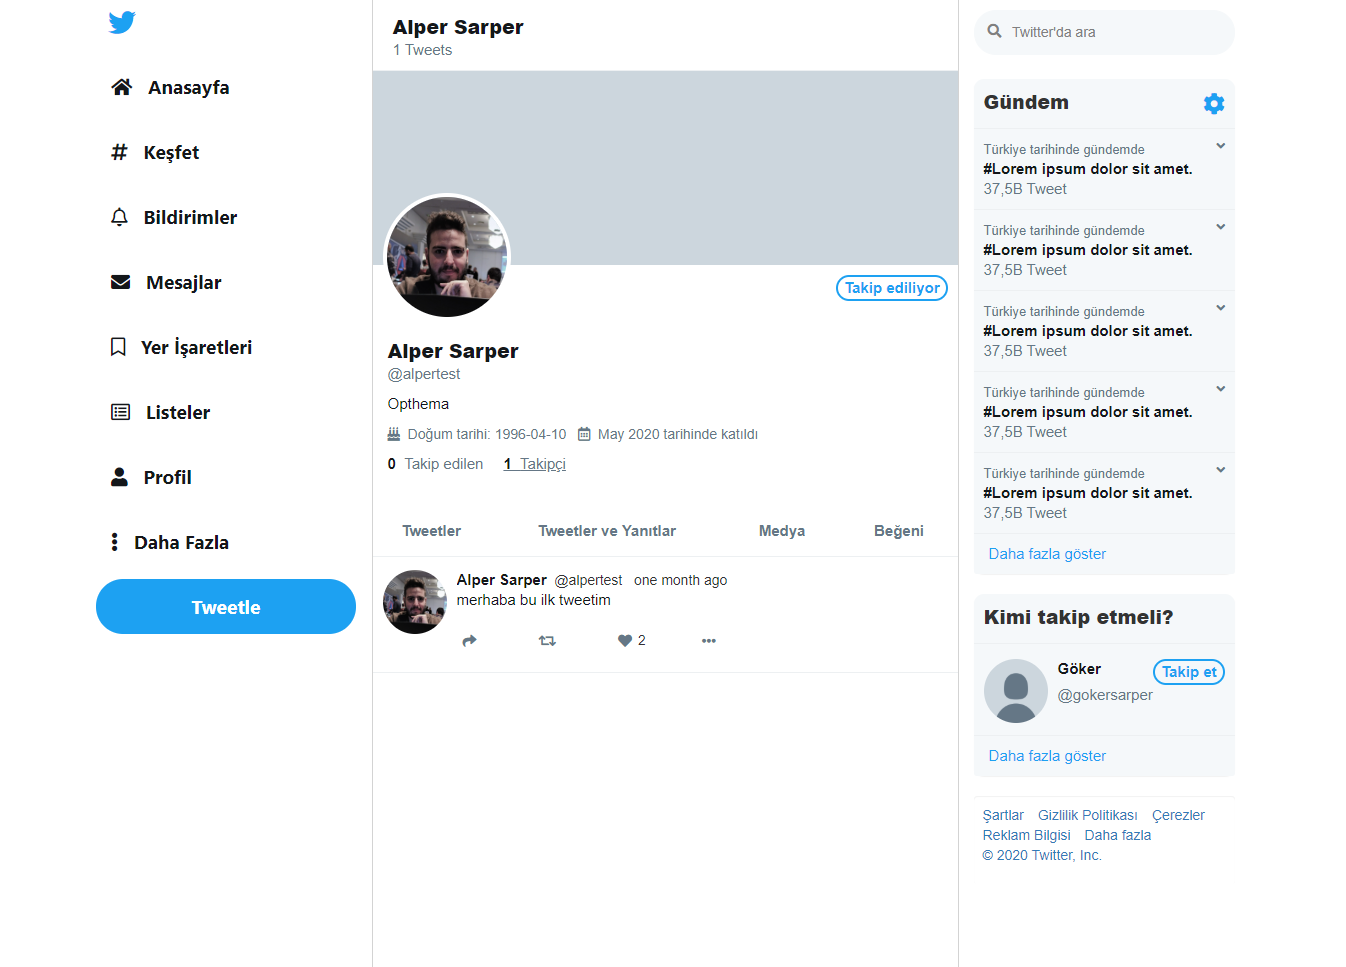 Anasayfa
Keşfet
Bildirimler
Mesajlar
Yer İşaretleri
Listeler
Profil
Daha Fazla
Tweetle
Alper Sarper
1 Tweets
Takip ediliyor
Alper Sarper
@alpertest
Opthema
Doğum tarihi: 1996-04-10 May 2020 tarihinde katıldı
0 Takip edilen 1 Takipçi
Tweetler Tweetler ve Yanıtlar Medya Beğeni
Alper Sarper @alpertest one month ago
merhaba bu ilk tweetim
2
Twitter'da ara
Gündem
Türkiye tarihinde gündemde
#Lorem ipsum dolor sit amet.
37,5B Tweet
Türkiye tarihinde gündemde
#Lorem ipsum dolor sit amet.
37,5B Tweet
Türkiye tarihinde gündemde
#Lorem ipsum dolor sit amet.
37,5B Tweet
Türkiye tarihinde gündemde
#Lorem ipsum dolor sit amet.
37,5B Tweet
Türkiye tarihinde gündemde
#Lorem ipsum dolor sit amet.
37,5B Tweet
Daha fazla göster
Kimi takip etmeli?
Göker Takip et
@gokersarper
Daha fazla göster
Şartlar Gizlilik Politikası Çerezler
Reklam Bilgisi Daha fazla
© 2020 Twitter, Inc.